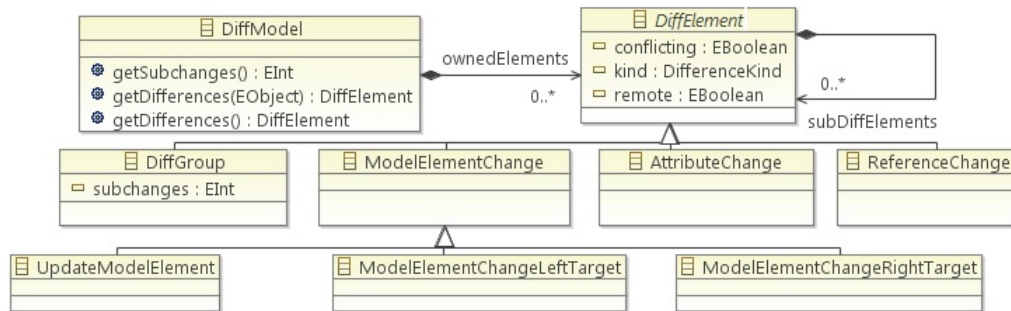 DiffModel
getSubchanges() : EInt
getDifferences(EObject) : DiffElement
getDifferences() : DiffElement
ownedElements
0..*
DiffElement
conflicting : EBoolean
kind : DifferenceKind
remote : EBoolean
0..*
subDiffElements
DiffGroup
subchanges : EInt
ModelElementChange
AttributeChange
ReferenceChange
UpdateModelElement
ModelElementChangeLeftTarget
ModelElementChangeRightTarget